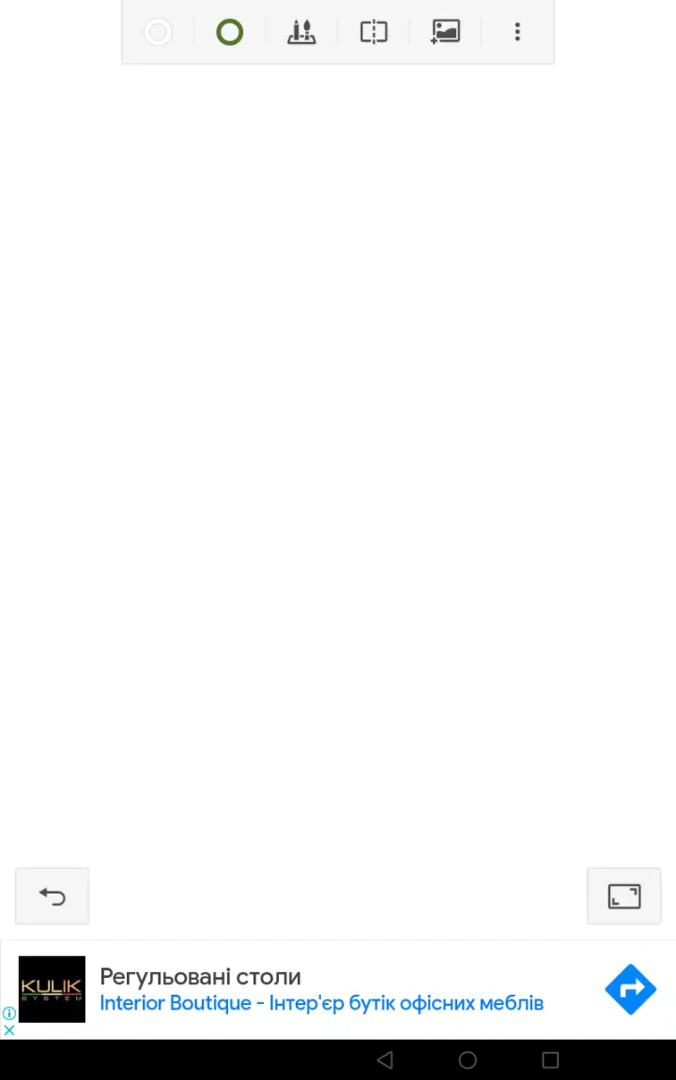 KULIK
SYSTEM
Регульовані столи
Interior Boutique - Інтер'єр бутік офісних меблів